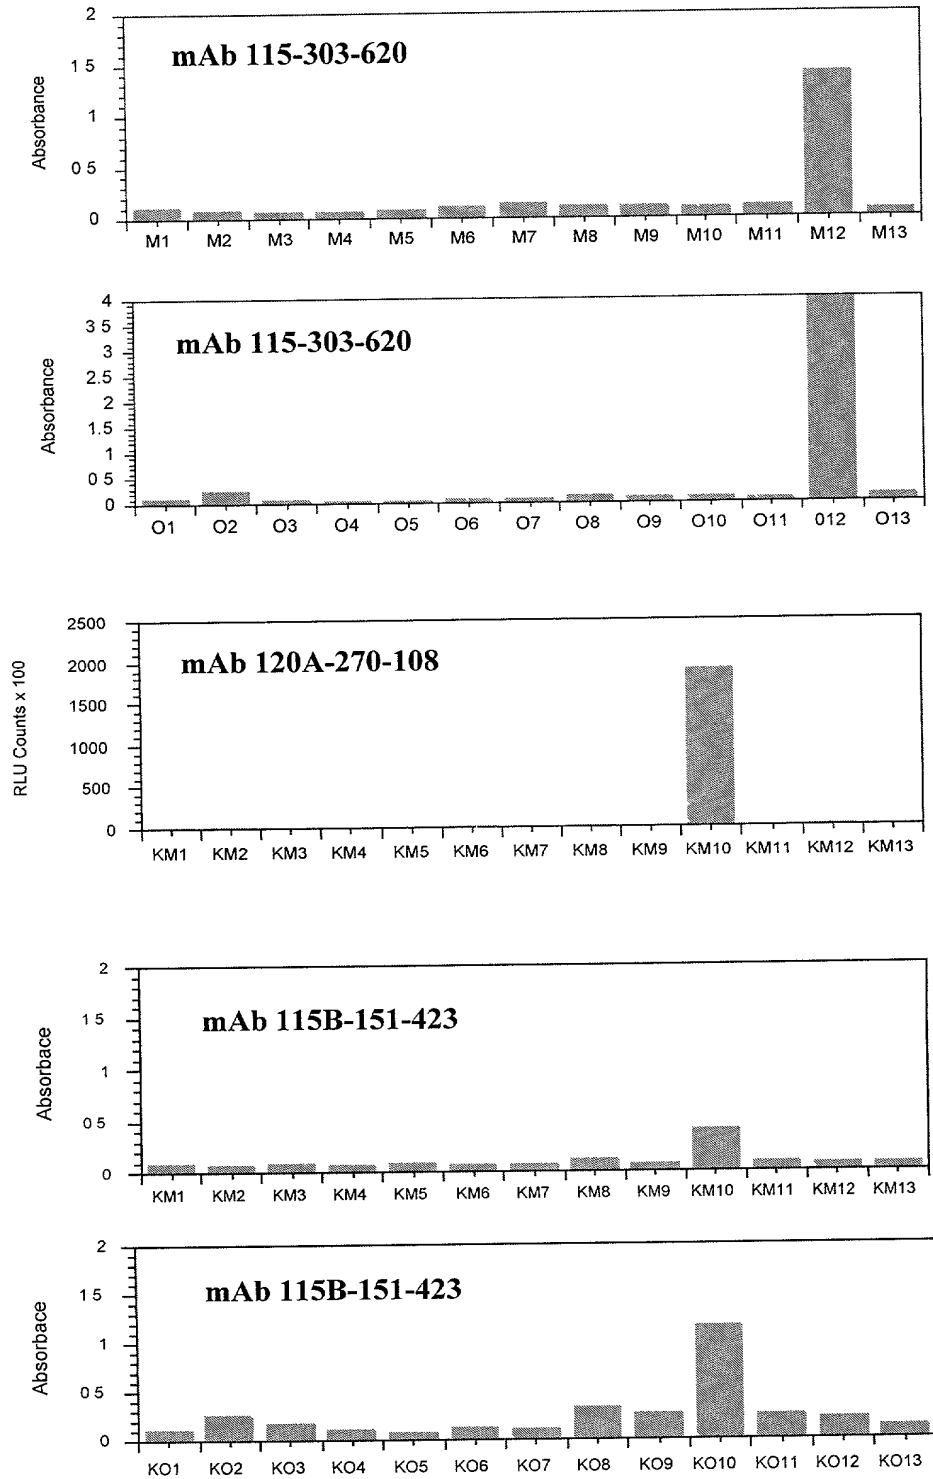 2
mAb 115-303-620
1 5
1
0 5
0
Absorbance
M1 M2 M3 M4 M5 M6 M7 M8 M9 M10 M11 M12 M13
4
3 5
mAb 115-303-620
3
2.5
2
1.5
1
0 5
0
Absorbance
O1 O2 O3 O4 O5 O6 O7 O8 O9 O10 O11 012 O13
2500
mAb 120A-270-108
2000
1500
1000
500
0
RLU Counts x 100
KM1 KM2 KM3 KM4 KM5 KM6 KM7 KM8 KM9 KM10 KM11 KM12 KM13
2
mAb 115B-151-423
1 5
1
0 5
0
Absorbace
KM1 KM2 KM3 KM4 KM5 KM6 KM7 KM8 KM9 KM10 KM11 KM12 KM13
2
mAb 115B-151-423
1 5
1
0 5
0
Absorbace
KO1 KO2 KO3 KO4 KO5 KO6 KO7 KO8 KO9 KO10 KO11 KO12 KO13